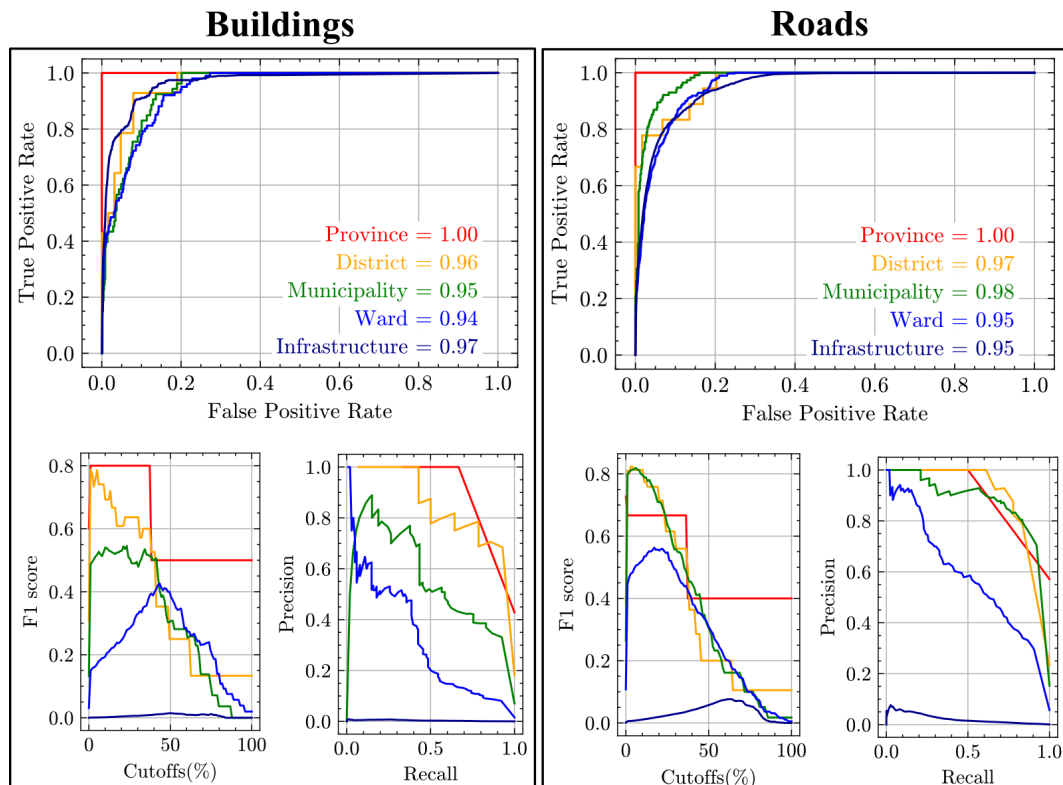 Buildings
True Positive Rate
1.0
0.8
0.6
0.4
0.2
0.0
Province = 1.00
District = 0.96
Municipality = 0.95
Ward = 0.94
Infrastructure = 0.97
0.0 0.2 0.4 0.6 0.8 1.0
False Positive Rate
F1 score
0.8
0.6
0.4
0.2
0.0
0 50 100
Cutoffs(%)
Precision
1.0
0.8
0.6
0.4
0.2
0.0
0.0 0.5 1.0
Recall
Roads
True Positive Rate
1.0
0.8
0.6
0.4
0.2
0.0
Province = 1.00
District = 0.97
Municipality = 0.98
Ward = 0.95
Infrastructure = 0.95
0.0 0.2 0.4 0.6 0.8 1.0
False Positive Rate
F1 score
0.8
0.6
0.4
0.2
0.0
0 50 100
Cutoffs(%)
Precision
1.0
0.8
0.6
0.4
0.2
0.0
0.0 0.5 1.0
Recall